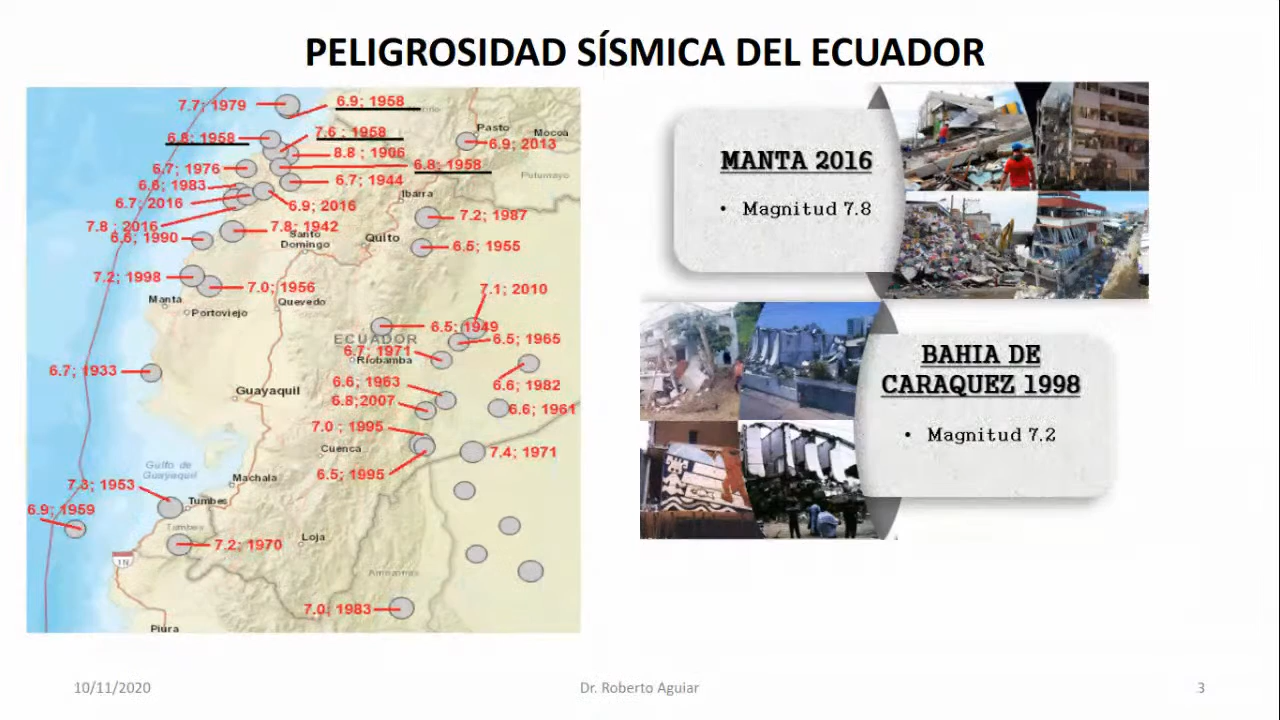 PELIGROSIDAD SÍSMICA DEL ECUADOR
7.7; 1979
6.9; 1958
6.8; 1958
7.6 ; 1958
Pasto
Mocoa
8.8 ; 1906
6.9; 2013
6.7; 1976
6.8; 1958
Putumayo
6.6; 1983
6.7; 1944
Ibarra
6.7; 2016
6.9; 2016
7.2; 1987
7.8 ; 2016
7.8; 1942
6.6; 1990
Santo
Domingo
Quito
6.5; 1955
7.2; 1998
7.0; 1956
7.1; 2010
Manta
Portoviejo
Quevedo
6.5; 1949
ECUADOR
6.5; 1965
6.7; 1971
Riobamba
6.7; 1933
6.6; 1963
6.6; 1982
Guayaquil
6.8;2007
6.6; 1961
7.0 ; 1995
Cuenca
7.4; 1971
Golfo de
Guayaquil
6.5; 1995
7.3; 1953
Machala
Tumbes
6.9; 1959
Tumbes
Loja
7.2; 1970
1N
Amazonas
7.0; 1983
Piura
MANTA 2016
• Magnitud 7.8
BAHIA DE
CARAQUEZ 1998
• Magnitud 7.2
10/11/2020
Dr. Roberto Aguiar
3